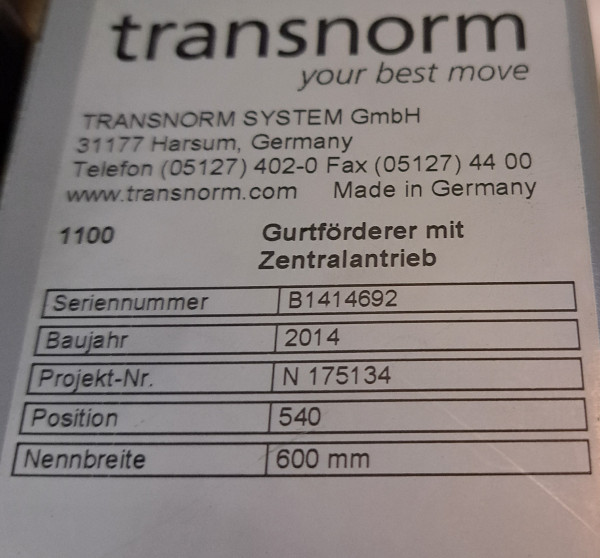 transnorm
your best move
TRANSNORM SYSTEM GmbH
31177 Harsum, Germany
Telefon (05127) 402-0 Fax (05127) 44 00
www.transnorm.com Made in Germany
1100 Gurtförderer mit
Zentralantrieb
Seriennummer B1414692
Baujahr 2014
Projekt-Nr. N 175134
Position 540
Nennbreite 600 mm